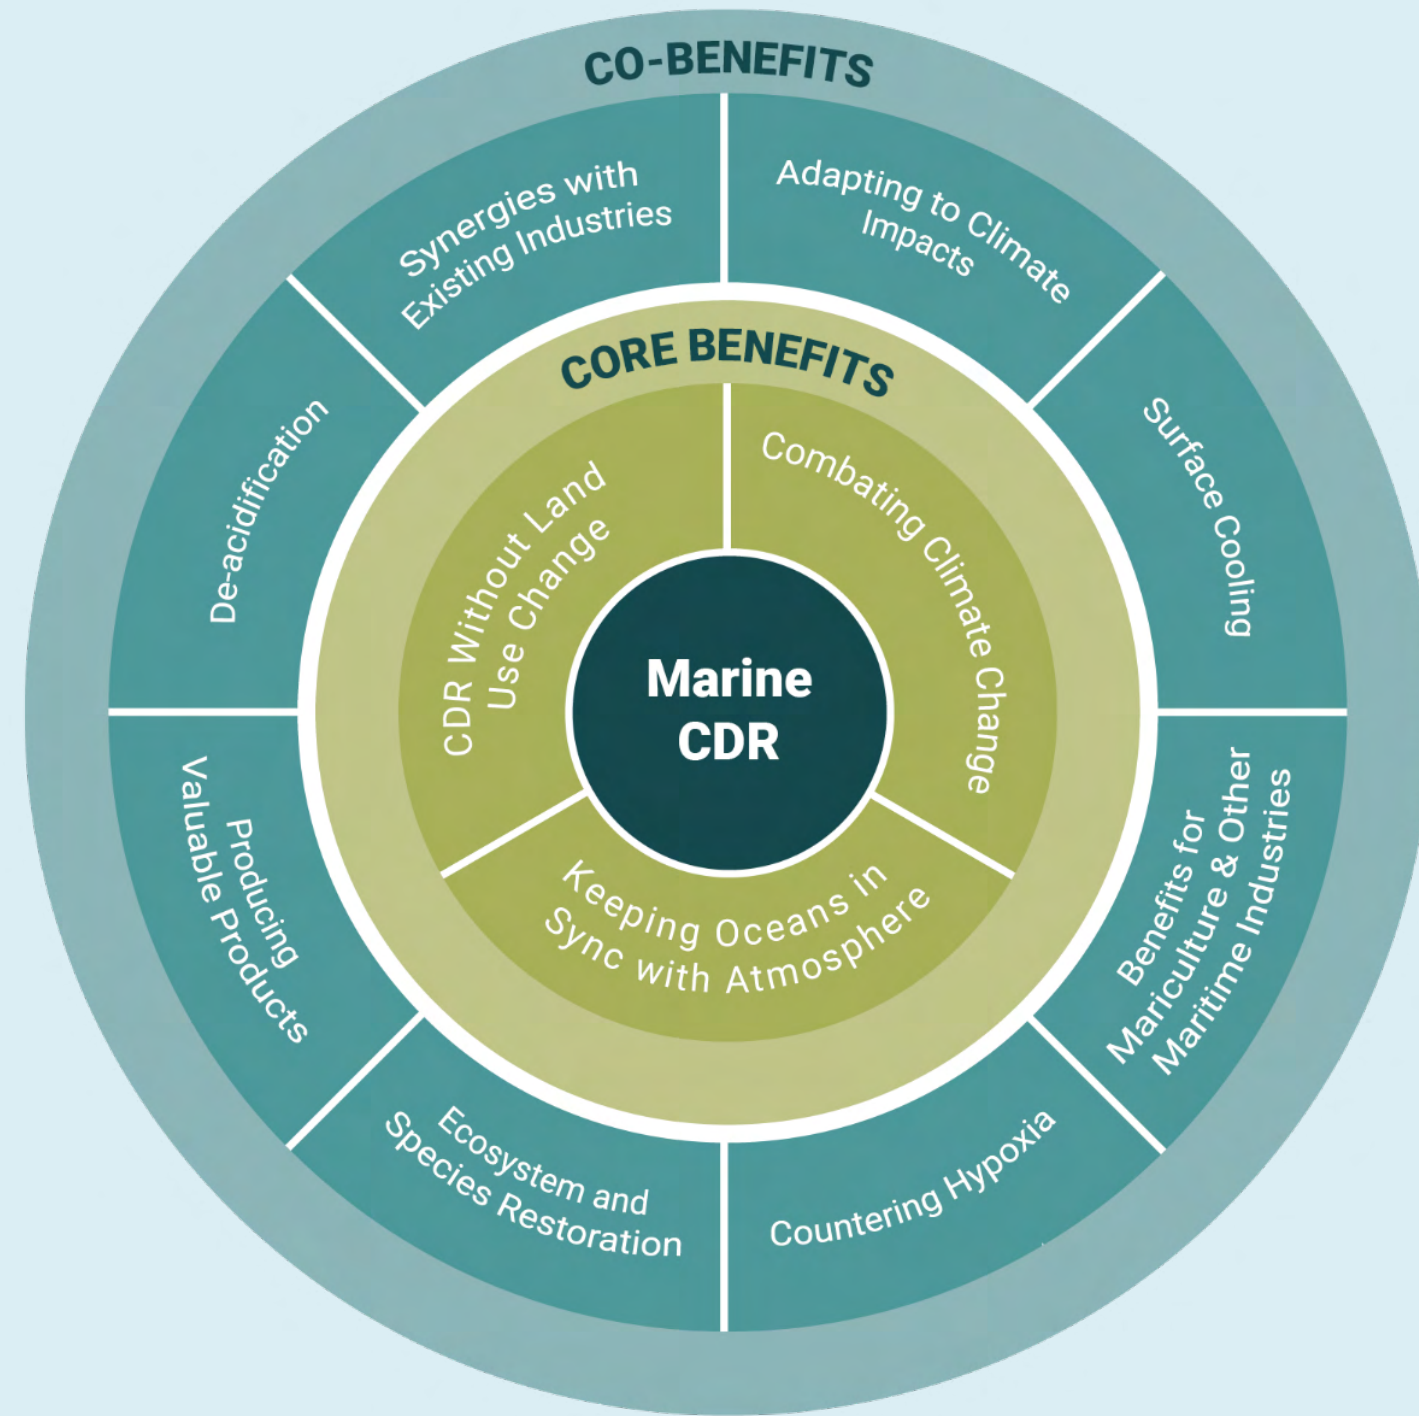 CO-BENEFITS
Synergies with
Existing Industries
Adapting to Climate
Impacts
Surface Cooling
Benefits for
Mariculture & Other
Maritime Industries
Countering Hypoxia
Ecosystem and
Species Restoration
Producing
Valuable Products
De-acidification
CORE BENEFITS
CDR Without Land
Use Change
Combating Climate Change
Keeping Oceans in
Sync with Atmosphere
Marine
CDR